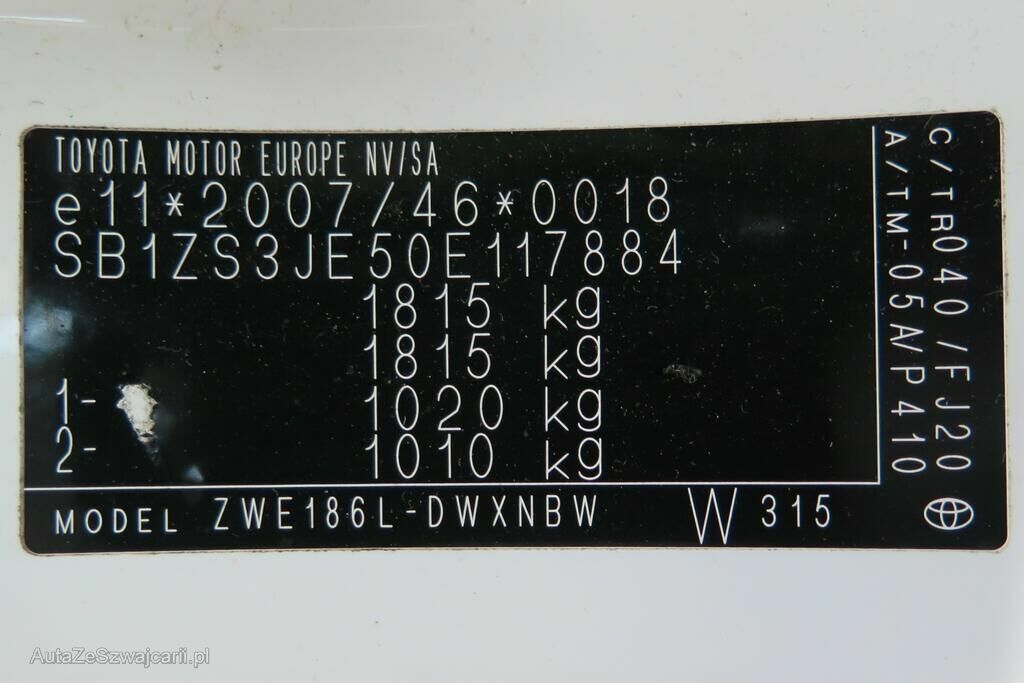 TOYOTA MOTOR EUROPE NV/SA
e11*2007/46*0018
SB1ZS3JE50E117884
1815 kg
1815 kg
1- 1020 kg
2- 1010 kg
MODEL ZWE186L-DWXNBW W 315
C/TR040/FJ20
A/TM-05A/P410
AutaZeSzwajcarii.pl